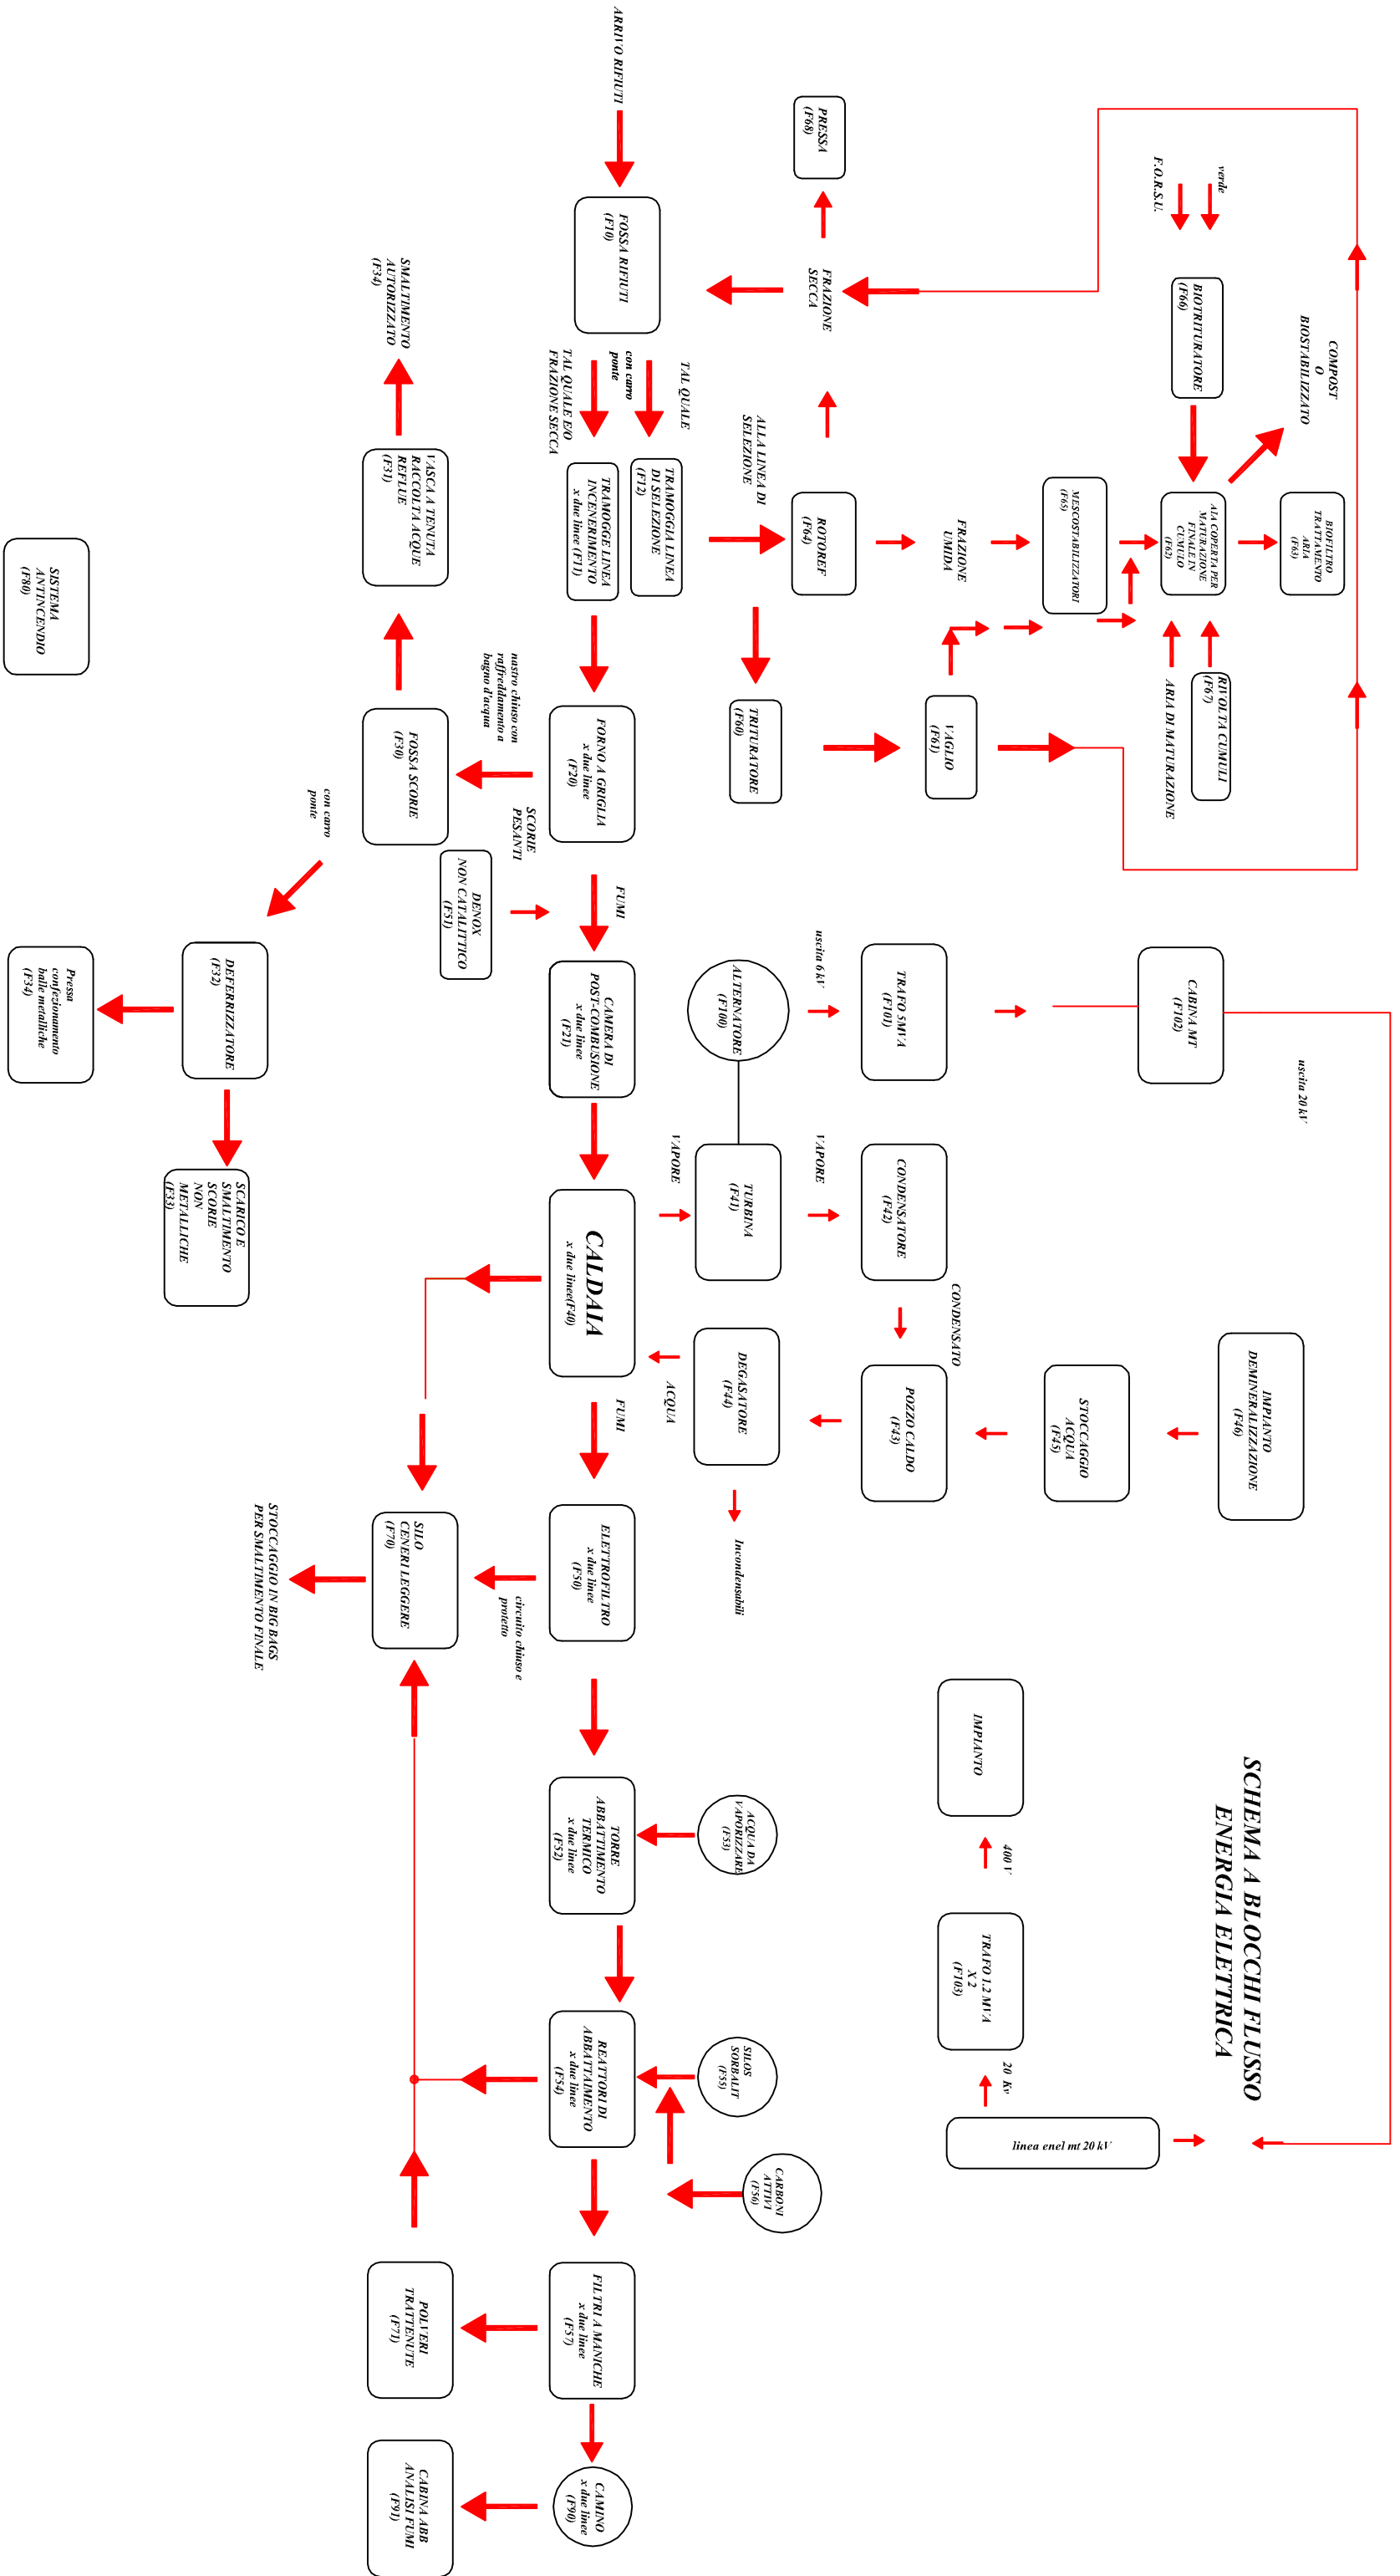 SCHEMA A BLOCCHI FLUSSO
ENERGIA ELETTRICA
COMPOST
O
BIOSTABILIZZATO
BIOFILTRO
TRATTAMENTO
ARIA
(F63)
uscita 20 kV
verde
F.O.R.S.U.
BIOTRITURATORE
(F66)
AIA COPERTA PER
MATURAZIONE
FINALE IN
CUMULO
(F62)
RIVOLTA CUMULI
(F67)
ARIA DI MATURAZIONE
CABINA MT
(F102)
IMPIANTO
DEMINERALIZZAZIONE
(F46)
MESCOSTABILIZZATORI
(F65)
STOCCAGGIO
ACQUA
(F45)
linea enel mt 20 kV
FRAZIONE
UMIDA
VAGLIO
(F61)
CONDENSATO
IMPIANTO
400 V
TRAFO 1.2 MVA
X 2
(F103)
20 Kv
PRESSA
(F68)
FRAZIONE
SECCA
ROTOREF
(F64)
uscita 6 kV
TRAFO 5MVA
(F101)
VAPORE
CONDENSATORE
(F42)
POZZO CALDO
(F43)
ALLA LINEA DI
SELEZIONE
TRITURATORE
(F60)
ALTERNATORE
(F100)
TURBINA
(F41)
DEGASATORE
(F44)
Incondensabili
ACQUA DA
VAPORIZZARE
(F53)
SILOS
SORBALIT
(F55)
CARBONI
ATTIVI
(F56)
VAPORE
ACQUA
ARRIVO RIFIUTI
FOSSA RIFIUTI
(F10)
TAL QUALE
con carro
ponte
TAL QUALE E/O
FRAZIONE SECCA
TRAMOGGIA LINEA
DI SELEZIONE
(F12)
TRAMOGGE LINEA
INCENERIMENTO
x due linee (F11)
FORNO A GRIGLIA
x due linee
(F20)
FUMI
CAMERA DI
POST-COMBUSIONE
x due linee
(F21)
CALDAIA
x due linee(F40)
FUMI
ELETTROFILTRO
x due linee
(F50)
TORRE
ABBATTIMENTO
TERMICO
x due linee
(F52)
REATTORI DI
ABBATTAIMENTO
x due linee
(F54)
FILTRI A MANICHE
x due linee
(F57)
CAMINO
x due linee
(F90)
nastro chiuso con
raffreddamento a
bagno d'acqua
SCORIE
PESANTI
DENOX
NON CATALITTICO
(F51)
circuito chiuso e
protetto
SMALTIMENTO
AUTORIZZATO
(F34)
VASCA A TENUTA
RACCOLTA ACQUE
REFLUE
(F31)
FOSSA SCORIE
(F30)
SILO
CENERI LEGGERE
(F70)
POLVERI
TRATTENUTE
(F71)
CABINA ABB
ANALISI FUMI
(F91)
con carro
ponte
STOCCAGGIO IN BIG BAGS
PER SMALTIMENTO FINALE
DEFERRIZZATORE
(F32)
SCARICO E
SMALTIMENTO
SCORIE
NON
METALLICHE
(F33)
SISTEMA
ANTINCENDIO
(F80)
Pressa
confezionamento
balle metalliche
(F34)